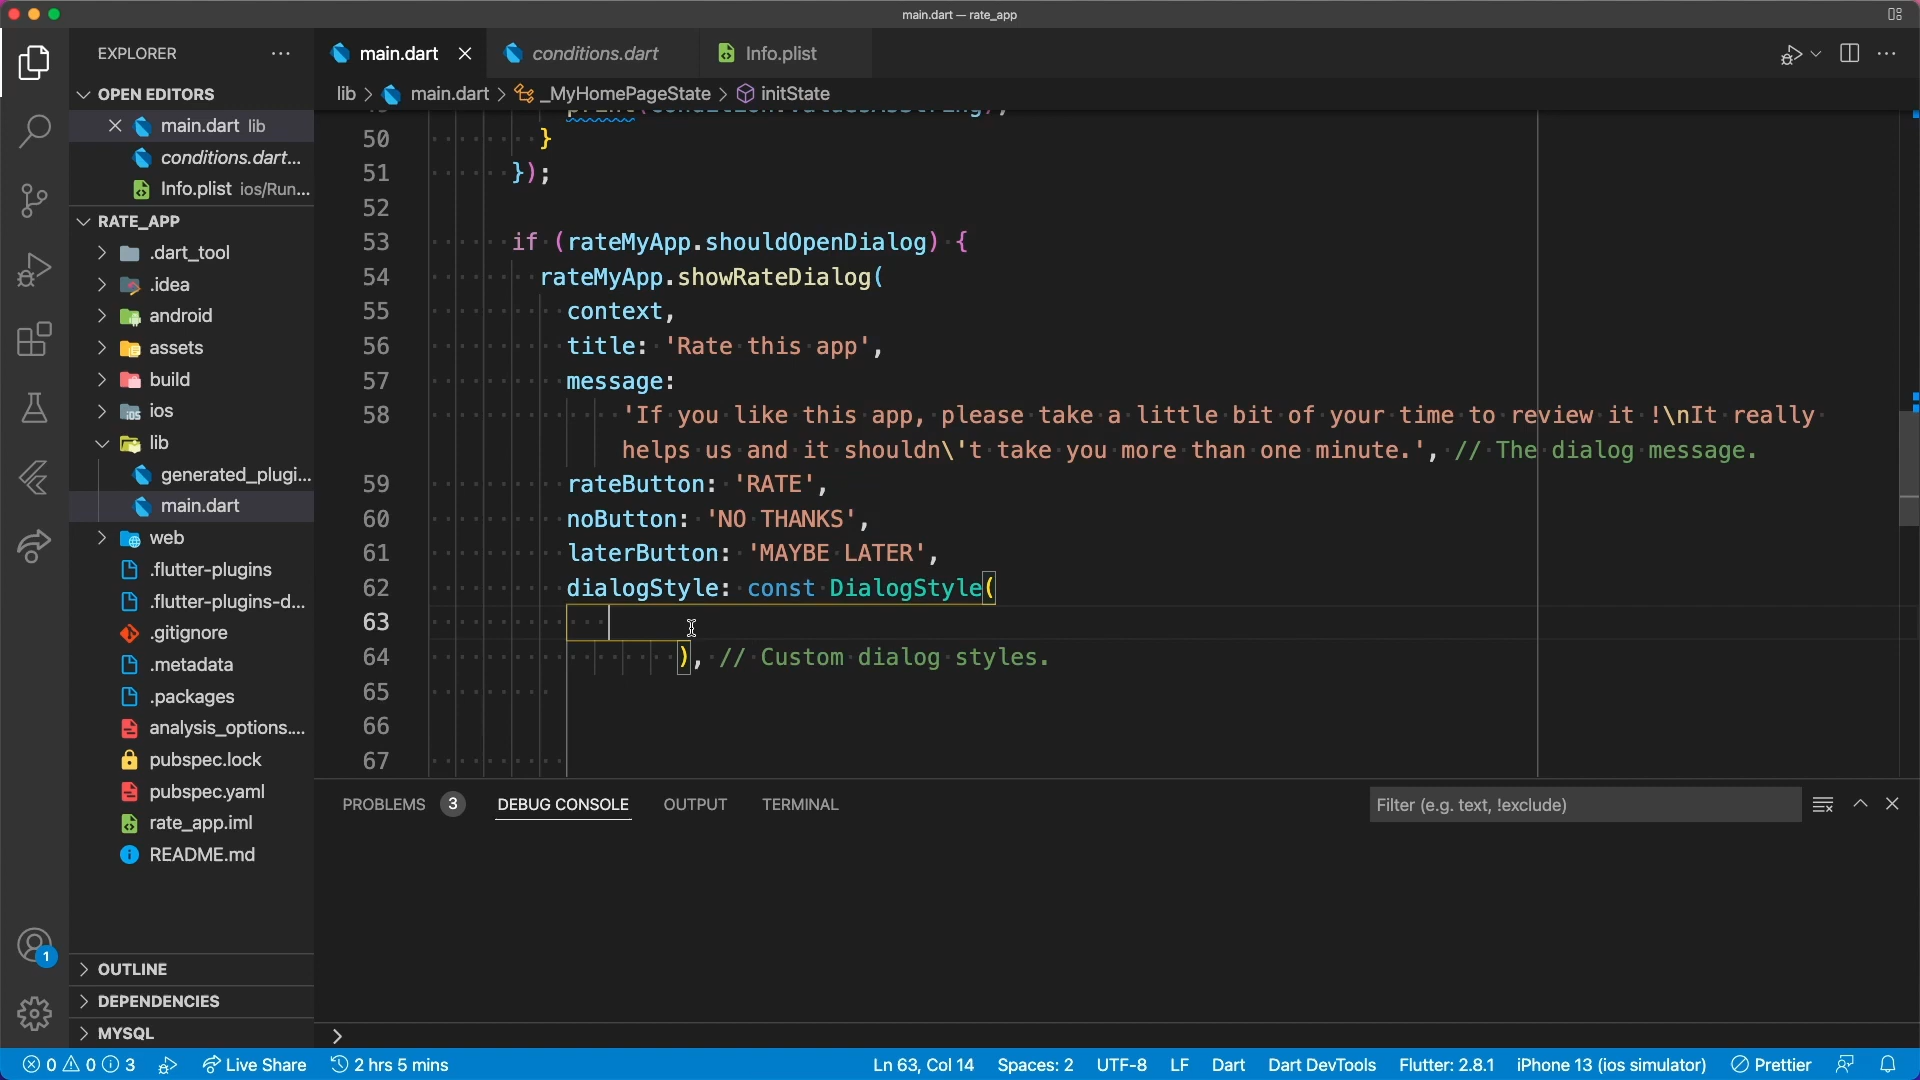 main.dart — rate_app
EXPLORER
main.dart
conditions.dart
Info.plist
OPEN EDITORS
lib
main.dart
_MyHomePageState
initState
main.dart lib
conditions.dart...
Info.plist ios/Run...
RATE_APP
.dart_tool
.idea
android
assets
build
ios
lib
generated_plugi...
main.dart
web
.flutter-plugins
.flutter-plugins-d...
.gitignore
.metadata
.packages
analysis_options....
pubspec.lock
pubspec.yaml
rate_app.iml
README.md
OUTLINE
DEPENDENCIES
MYSQL
50 }
51 });
52
53 if (rateMyApp.shouldOpenDialog) {
54 rateMyApp.showRateDialog(
55 context,
56 title: 'Rate this app',
57 message:
58 'If you like this app, please take a little bit of your time to review it !\nIt really
helps us and it shouldn\'t take you more than one minute.', // The dialog message.
59 rateButton: 'RATE',
60 noButton: 'NO THANKS',
61 laterButton: 'MAYBE LATER',
62 dialogStyle: const DialogStyle(
63
64 ), // Custom dialog styles.
65
66
67
PROBLEMS 3 DEBUG CONSOLE OUTPUT TERMINAL
Filter (e.g. text, !exclude)
1
0 0 3 Live Share 2 hrs 5 mins
Ln 63, Col 14 Spaces: 2 UTF-8 LF Dart Dart DevTools Flutter: 2.8.1 iPhone 13 (ios simulator) Prettier